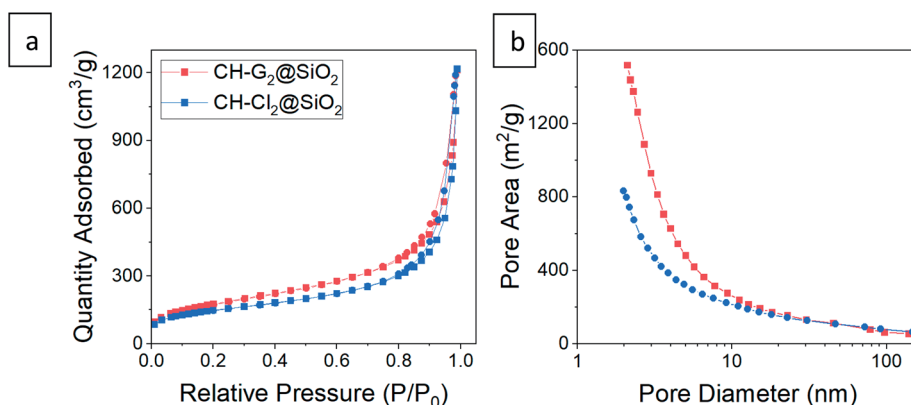 a
CH-G₂@SiO₂
CH-Cl₂@SiO₂
Quantity Adsorbed (cm³/g)
1200
900
600
300
0
0.0 0.2 0.4 0.6 0.8 1.0
Relative Pressure (P/P₀)
b
Pore Area (m²/g)
1600
1200
800
400
0
1 10 100
Pore Diameter (nm)